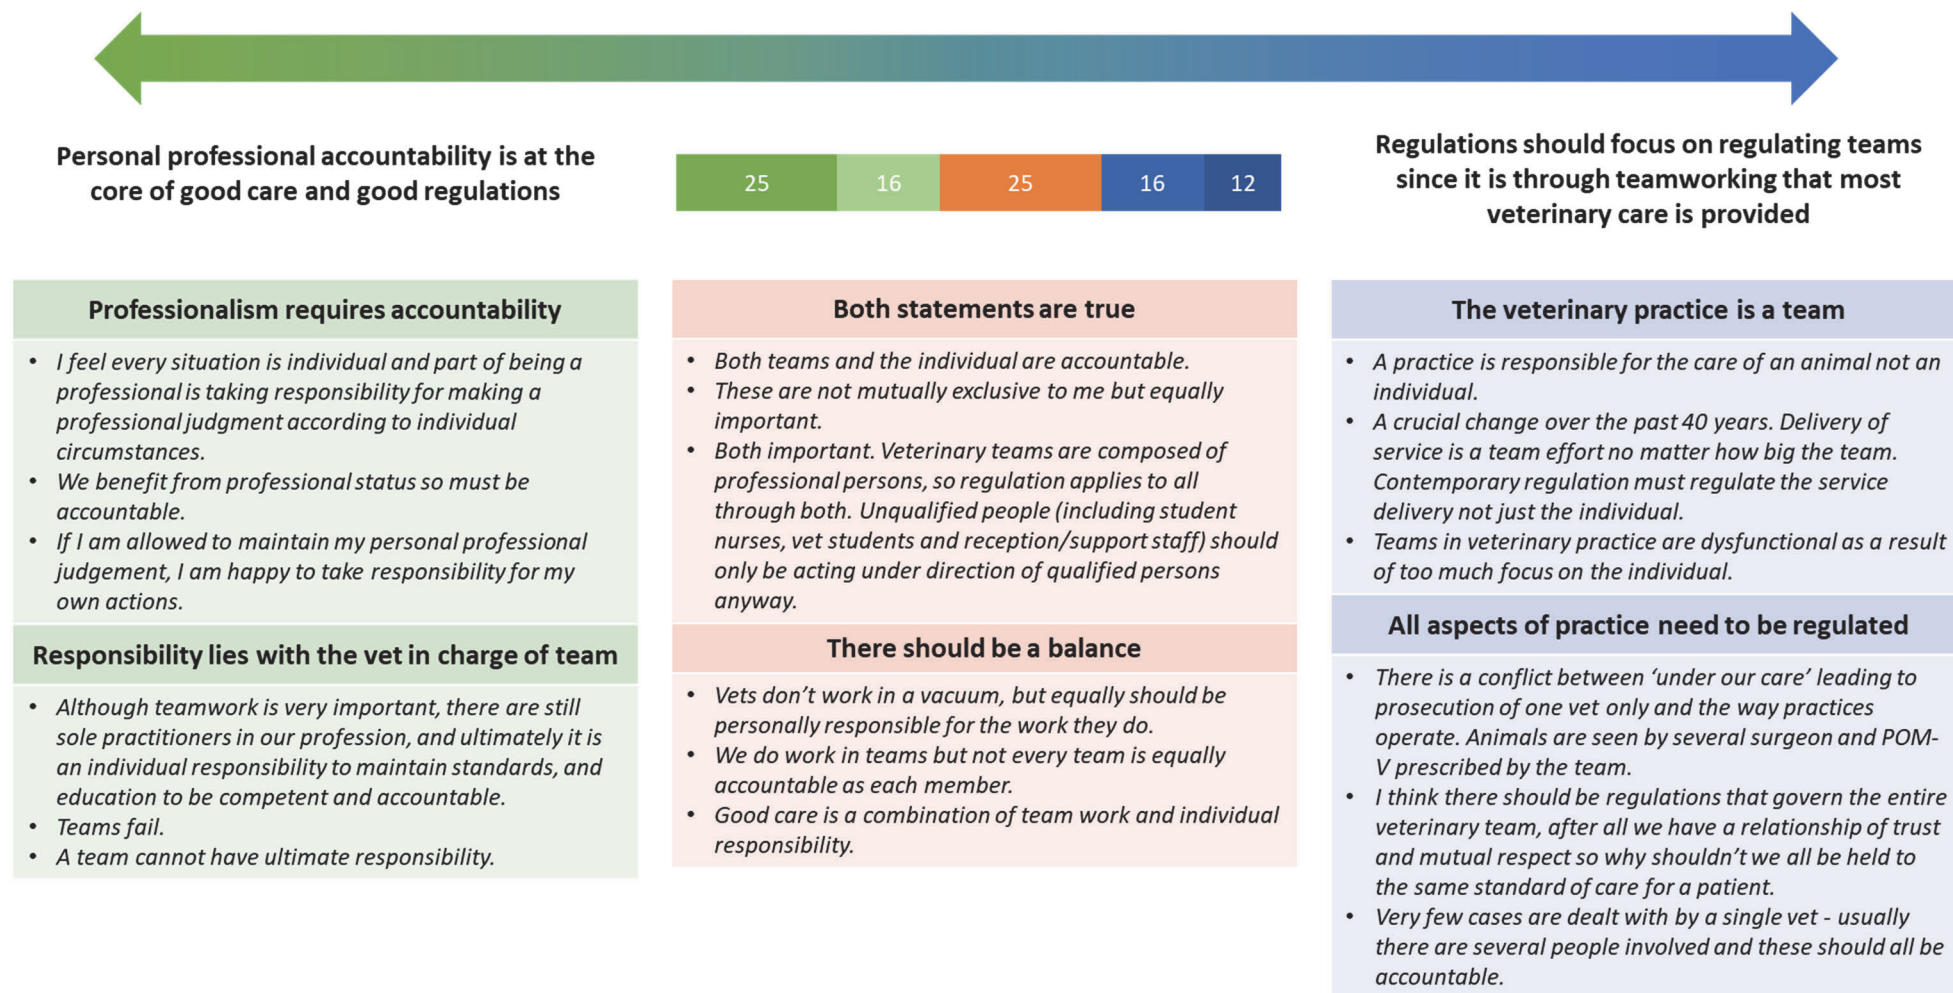 Personal professional accountability is at the
core of good care and good regulations
25 16 25 16 12
Regulations should focus on regulating teams
since it is through teamworking that most
veterinary care is provided
Professionalism requires accountability
• I feel every situation is individual and part of being a
professional is taking responsibility for making a
professional judgment according to individual
circumstances.
• We benefit from professional status so must be
accountable.
• If I am allowed to maintain my personal professional
judgement, I am happy to take responsibility for my
own actions.
Responsibility lies with the vet in charge of team
• Although teamwork is very important, there are still
sole practitioners in our profession, and ultimately it is
an individual responsibility to maintain standards, and
education to be competent and accountable.
• Teams fail.
• A team cannot have ultimate responsibility.
Both statements are true
• Both teams and the individual are accountable.
• These are not mutually exclusive to me but equally
important.
• Both important. Veterinary teams are composed of
professional persons, so regulation applies to all
through both. Unqualified people (including student
nurses, vet students and reception/support staff) should
only be acting under direction of qualified persons
anyway.
There should be a balance
• Vets don't work in a vacuum, but equally should be
personally responsible for the work they do.
• We do work in teams but not every team is equally
accountable as each member.
• Good care is a combination of team work and individual
responsibility.
The veterinary practice is a team
• A practice is responsible for the care of an animal not an
individual.
• A crucial change over the past 40 years. Delivery of
service is a team effort no matter how big the team.
Contemporary regulation must regulate the service
delivery not just the individual.
• Teams in veterinary practice are dysfunctional as a result
of too much focus on the individual.
All aspects of practice need to be regulated
• There is a conflict between ‘under our care’ leading to
prosecution of one vet only and the way practices
operate. Animals are seen by several surgeon and POM-
V prescribed by the team.
• I think there should be regulations that govern the entire
veterinary team, after all we have a relationship of trust
and mutual respect so why shouldn't we all be held to
the same standard of care for a patient.
• Very few cases are dealt with by a single vet - usually
there are several people involved and these should all be
accountable.